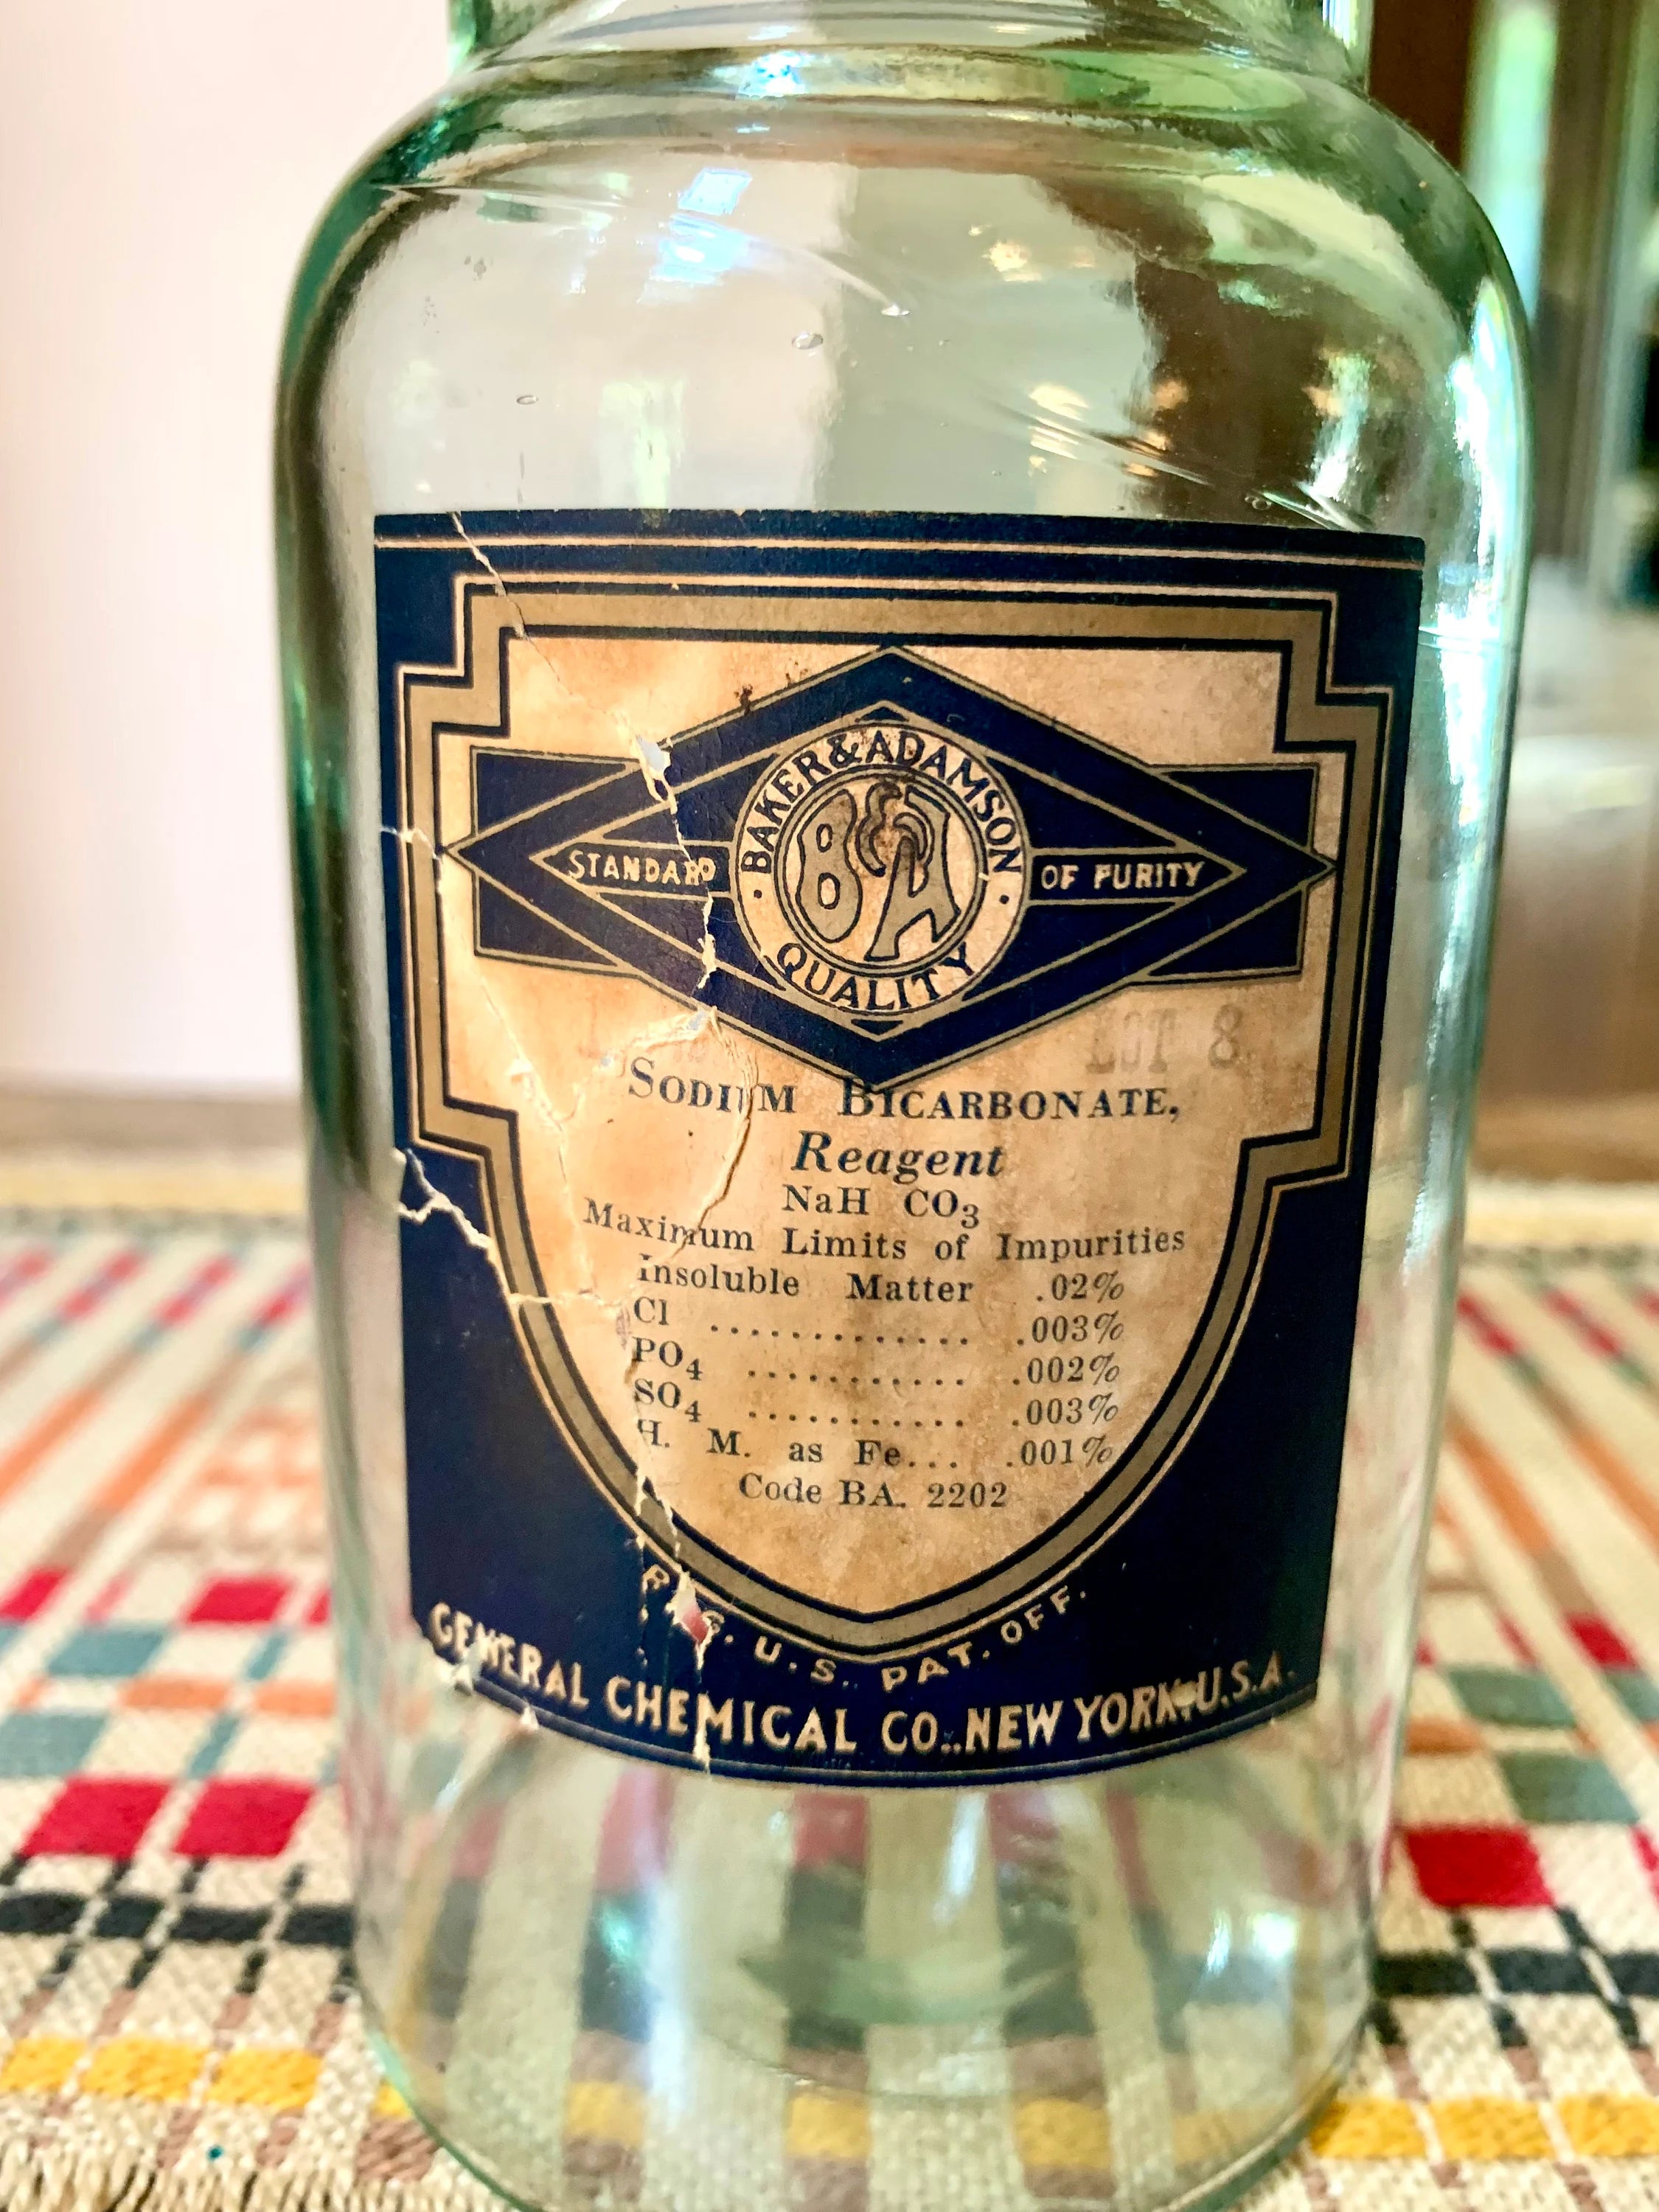 · BAKER & ADAMSON ·
B & A
STANDARD
OF PURITY
QUALITY
LOT 8
SODIUM BICARBONATE,
Reagent
NaH CO₃
Maximum Limits of Impurities
Insoluble Matter .02%
Cl ............. .003%
PO₄ ........... .002%
SO₄ ........... .003%
H. M. as Fe... .001%
Code BA. 2202
REG. U.S. PAT. OFF.
GENERAL CHEMICAL CO., NEW YORK, U.S.A.